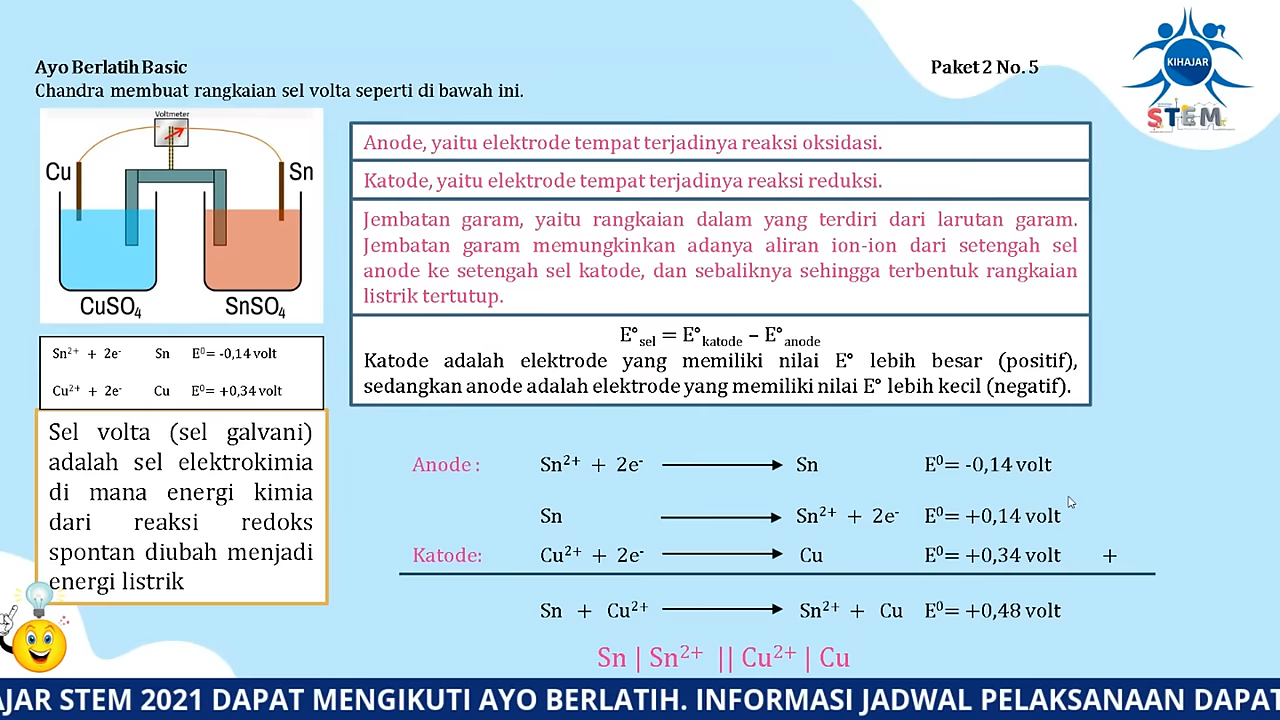 Ayo Berlatih Basic
Paket 2 No. 5
Chandra membuat rangkaian sel volta seperti di bawah ini.
KIHAJAR
STEM
Voltmeter
Cu
Sn
CuSO₄
SnSO₄
Sn²⁺ + 2e⁻ Sn E⁰= -0,14 volt
Cu²⁺ + 2e⁻ Cu E⁰= +0,34 volt
Sel volta (sel galvani)
adalah sel elektrokimia
di mana energi kimia
dari reaksi redoks
spontan diubah menjadi
energi listrik
Anode, yaitu elektrode tempat terjadinya reaksi oksidasi.
Katode, yaitu elektrode tempat terjadinya reaksi reduksi.
Jembatan garam, yaitu rangkaian dalam yang terdiri dari larutan garam.
Jembatan garam memungkinkan adanya aliran ion-ion dari setengah sel
anode ke setengah sel katode, dan sebaliknya sehingga terbentuk rangkaian
listrik tertutup.
E°sel = E°katode – E°anode
Katode adalah elektrode yang memiliki nilai E° lebih besar (positif),
sedangkan anode adalah elektrode yang memiliki nilai E° lebih kecil (negatif).
Anode : Sn²⁺ + 2e⁻ ⟶ Sn E⁰= -0,14 volt
Sn ⟶ Sn²⁺ + 2e⁻ E⁰= +0,14 volt
Katode: Cu²⁺ + 2e⁻ ⟶ Cu E⁰= +0,34 volt +
Sn + Cu²⁺ ⟶ Sn²⁺ + Cu E⁰= +0,48 volt
Sn | Sn²⁺ || Cu²⁺ | Cu
AJAR STEM 2021 DAPAT MENGIKUTI AYO BERLATIH. INFORMASI JADWAL PELAKSANAAN DAPAT